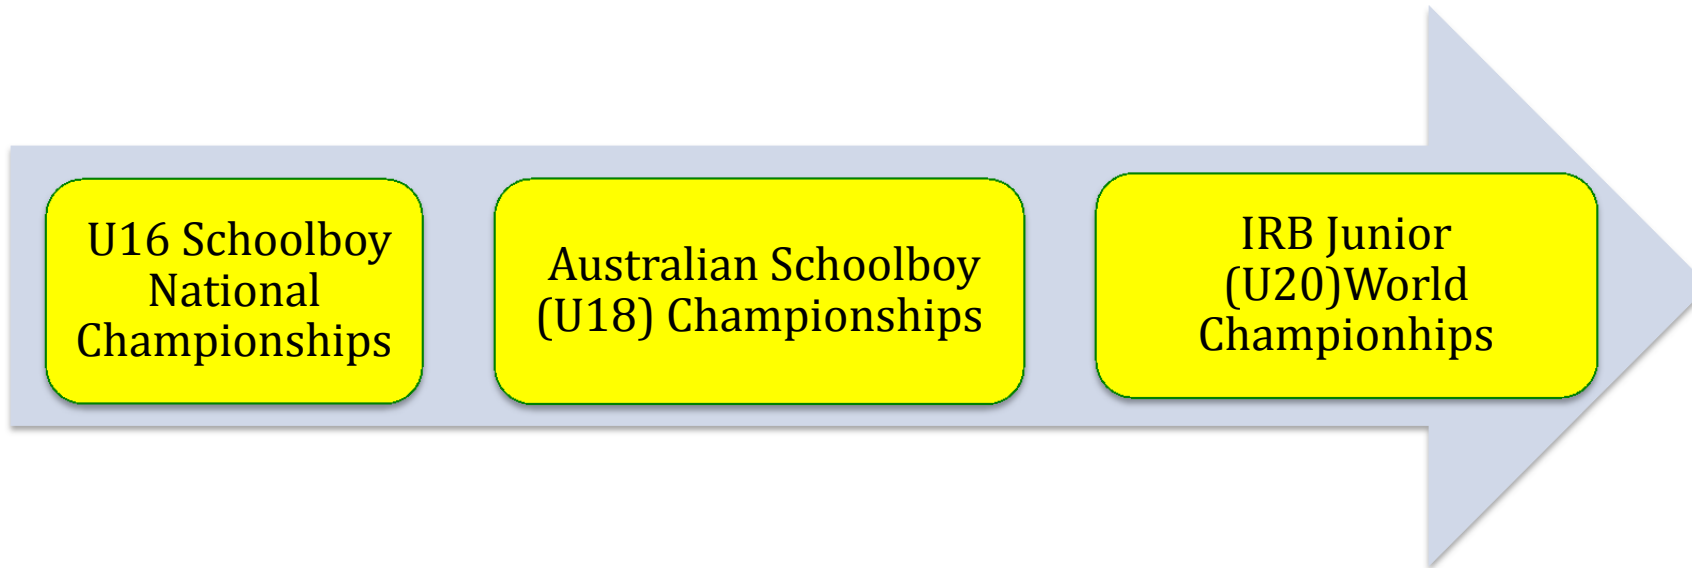 U16 Schoolboy
National
Championships
Australian Schoolboy
(U18) Championships
IRB Junior
(U20)World
Championhips